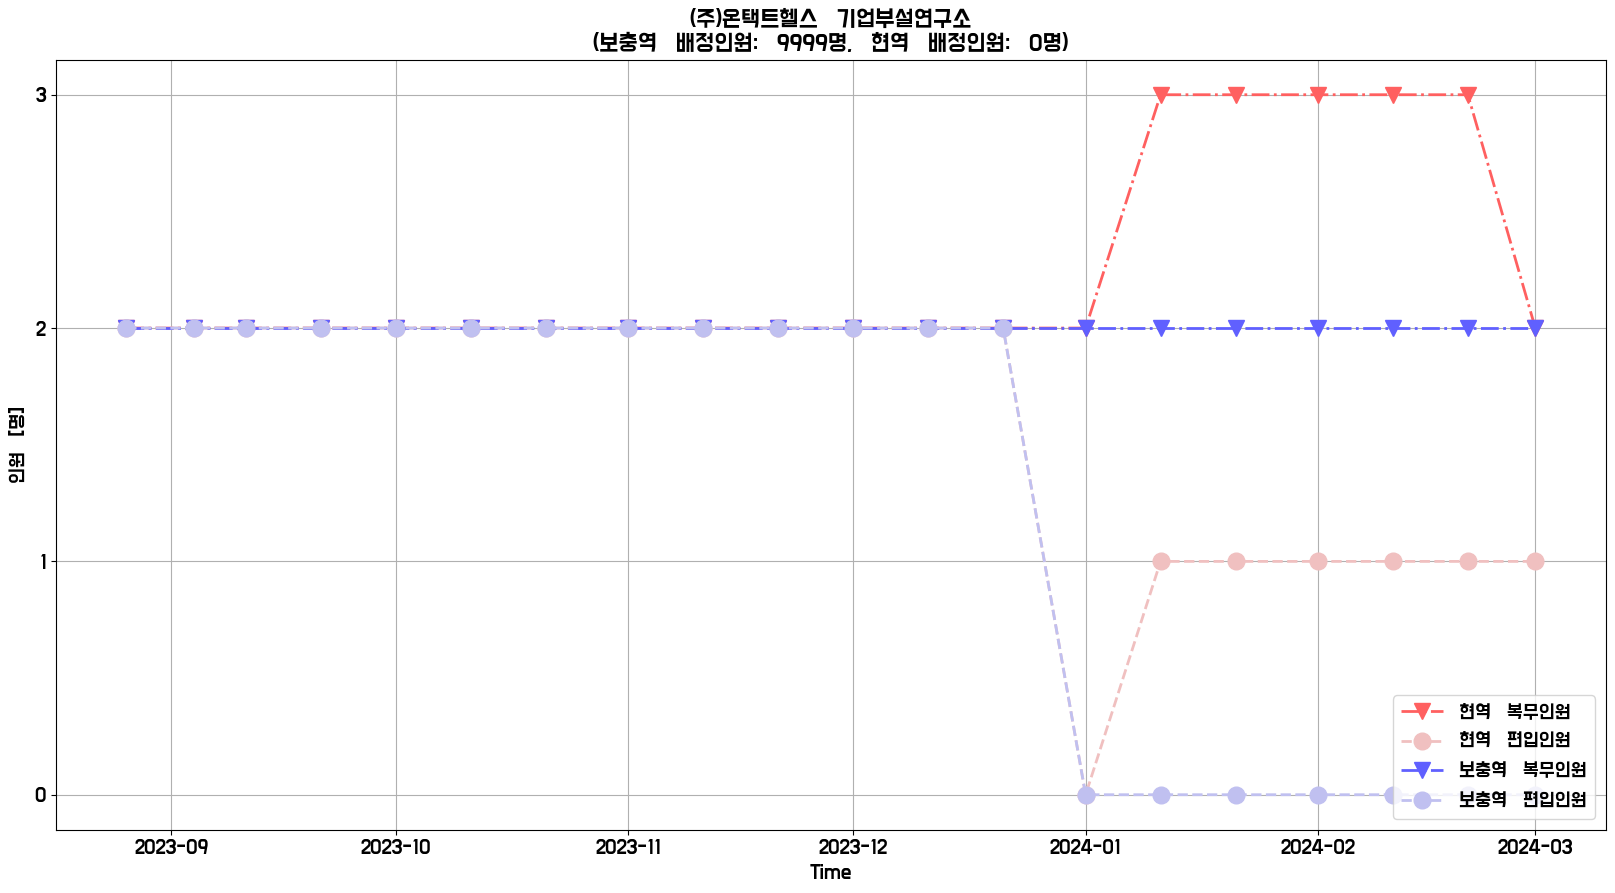 (주)온택트헬스 기업부설연구소
(보충역 배정인원: 9999명, 현역 배정인원: 0명)
3
2
1
0
인원 [명]
2023-09 2023-10 2023-11 2023-12 2024-01 2024-02 2024-03
Time
현역 복무인원
현역 편입인원
보충역 복무인원
보충역 편입인원